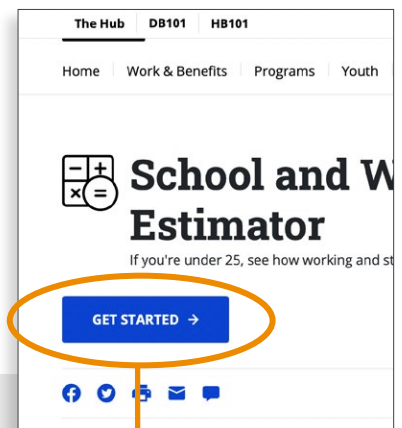 The Hub DB101 HB101
Home Work & Benefits Programs Youth
School and W
Estimator
If you're under 25, see how working and st
GET STARTED →